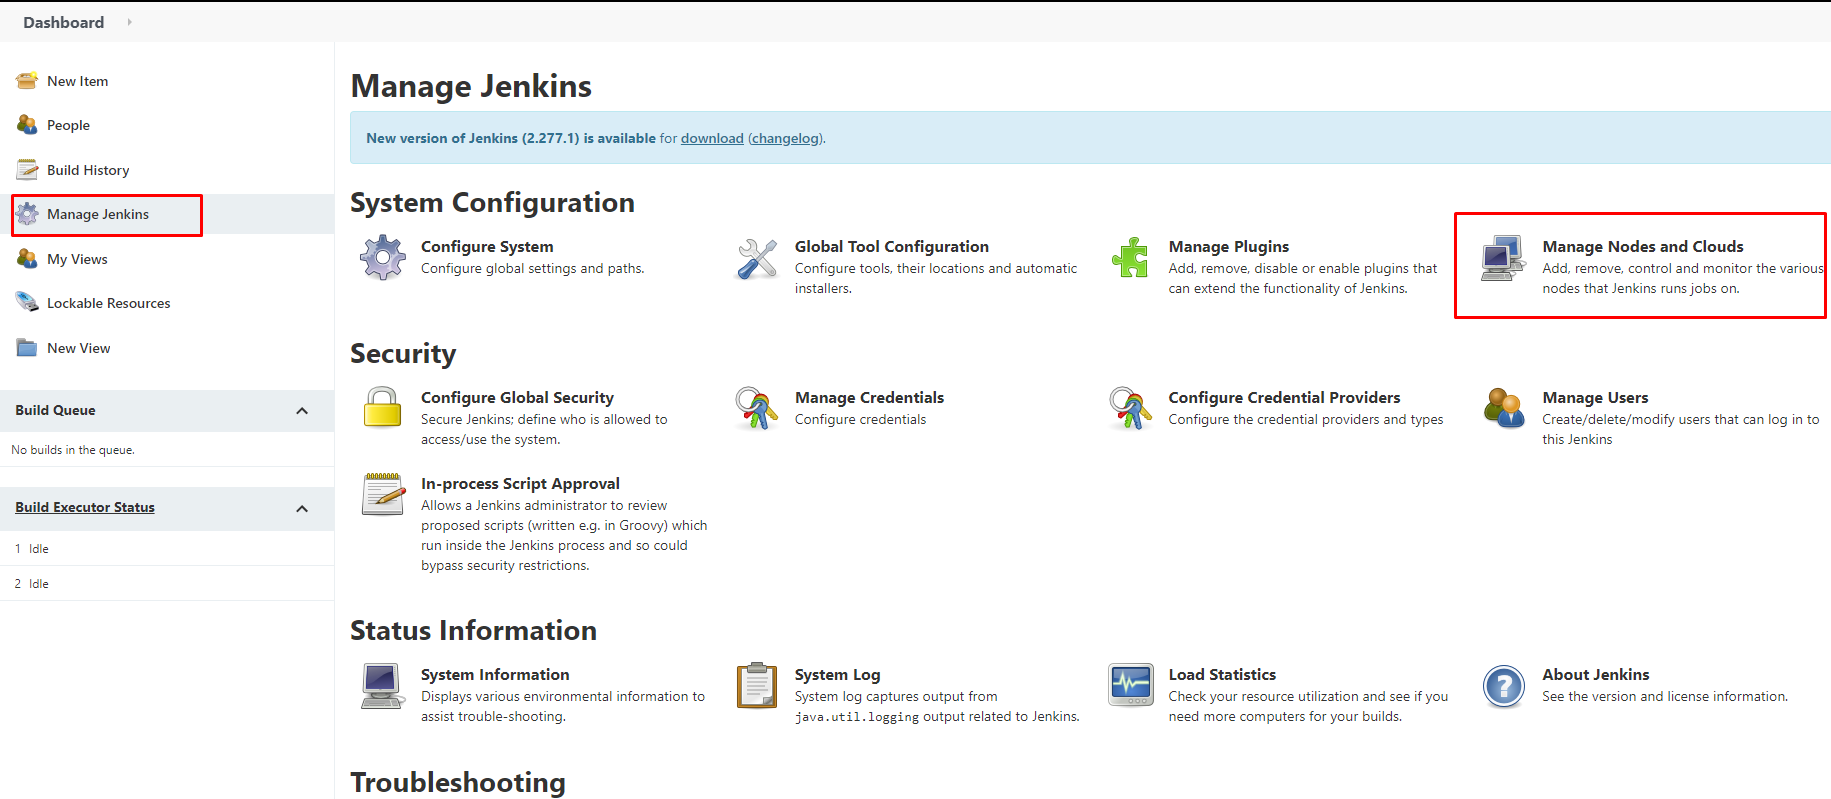 Dashboard
New Item
People
Build History
Manage Jenkins
My Views
Lockable Resources
New View
Build Queue
No builds in the queue.
Build Executor Status
1 Idle
2 Idle
Manage Jenkins
New version of Jenkins (2.277.1) is available for download (changelog).
System Configuration
Configure System
Configure global settings and paths.
Global Tool Configuration
Configure tools, their locations and automatic
installers.
Manage Plugins
Add, remove, disable or enable plugins that
can extend the functionality of Jenkins.
Manage Nodes and Clouds
Add, remove, control and monitor the various
nodes that Jenkins runs jobs on.
Security
Configure Global Security
Secure Jenkins; define who is allowed to
access/use the system.
Manage Credentials
Configure credentials
Configure Credential Providers
Configure the credential providers and types
Manage Users
Create/delete/modify users that can log in to
this Jenkins
In-process Script Approval
Allows a Jenkins administrator to review
proposed scripts (written e.g. in Groovy) which
run inside the Jenkins process and so could
bypass security restrictions.
Status Information
System Information
Displays various environmental information to
assist trouble-shooting.
System Log
System log captures output from
java.util.logging output related to Jenkins.
Load Statistics
Check your resource utilization and see if you
need more computers for your builds.
About Jenkins
See the version and license information.
Troubleshooting